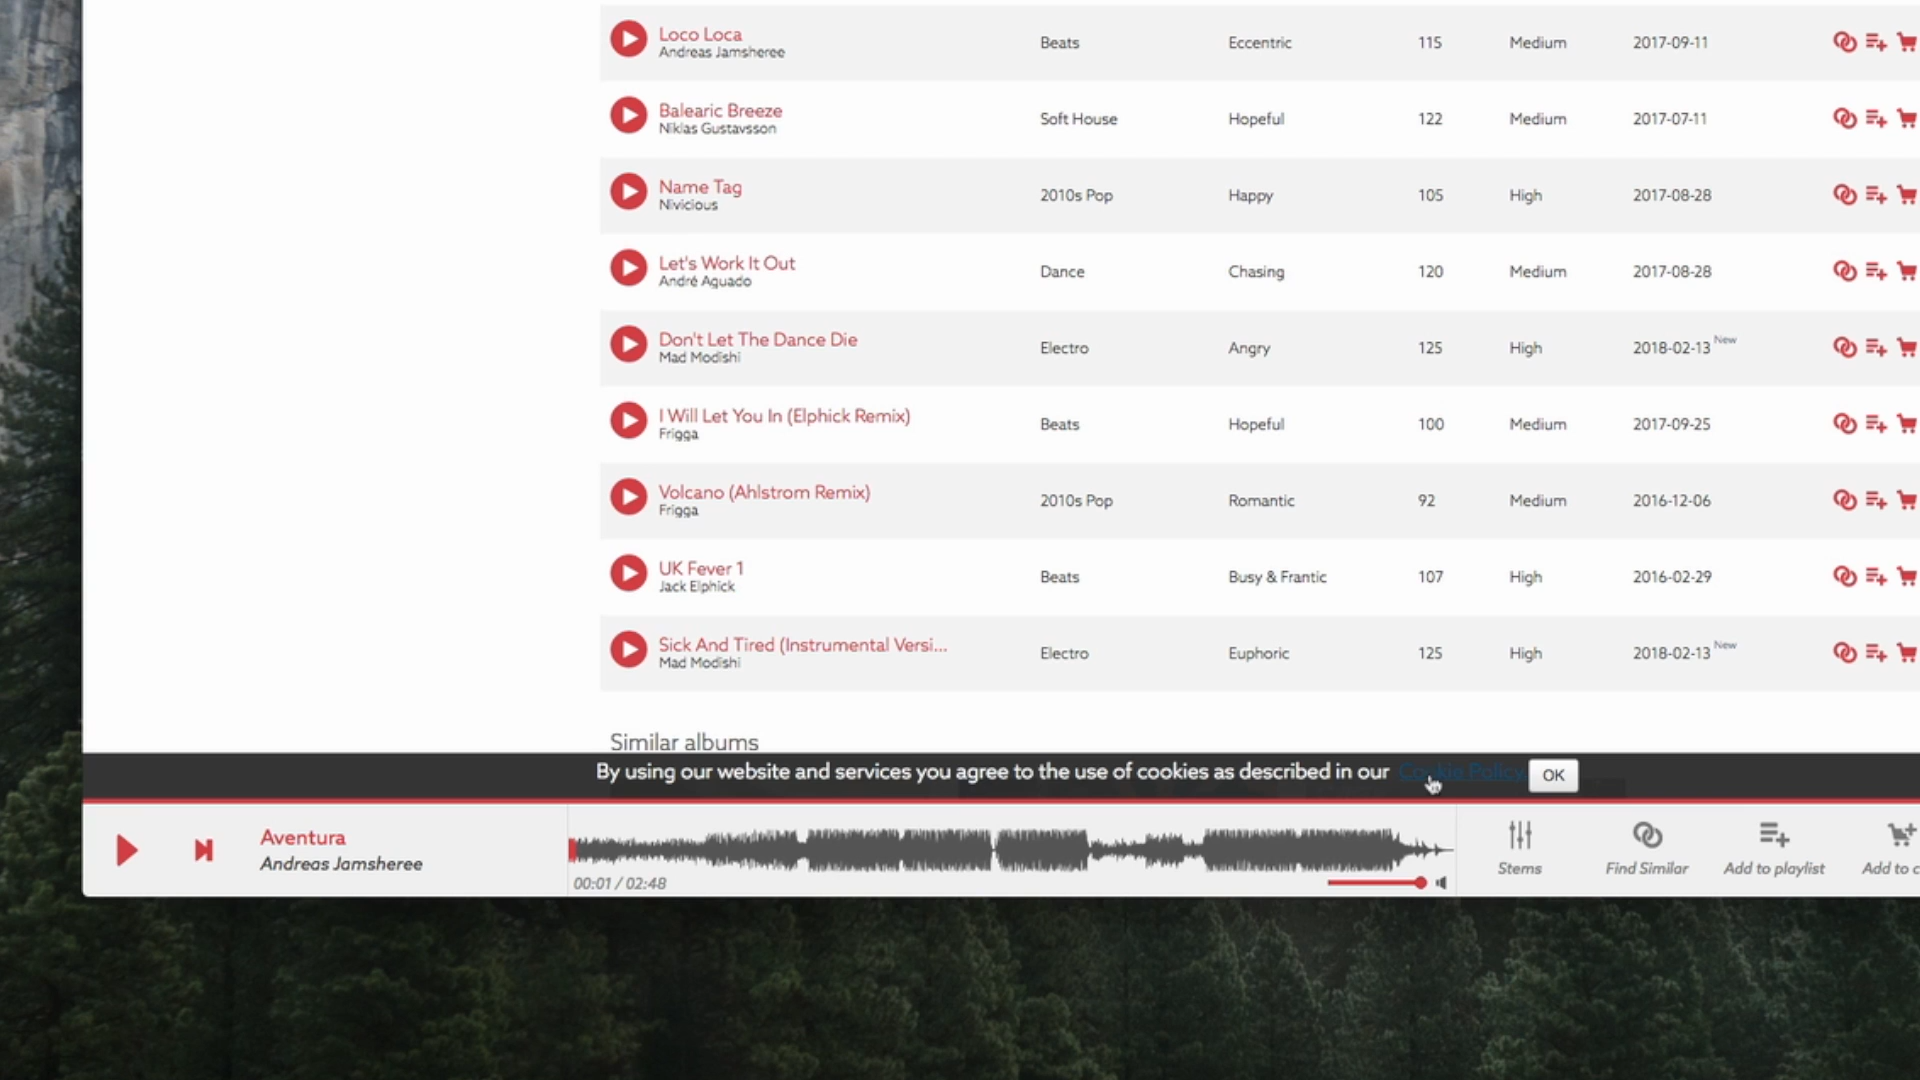 Loco Loca
Andreas Jamsheree
Beats
Eccentric
115
Medium
2017-09-11
Balearic Breeze
Niklas Gustavsson
Soft House
Hopeful
122
Medium
2017-07-11
Name Tag
Nivicious
2010s Pop
Happy
105
High
2017-08-28
Let's Work It Out
André Aguado
Dance
Chasing
120
Medium
2017-08-28
Don't Let The Dance Die
Mad Modishi
Electro
Angry
125
High
2018-02-13 New
I Will Let You In (Elphick Remix)
Frigga
Beats
Hopeful
100
Medium
2017-09-25
Volcano (Ahlstrom Remix)
Frigga
2010s Pop
Romantic
92
Medium
2016-12-06
UK Fever 1
Jack Elphick
Beats
Busy & Frantic
107
High
2016-02-29
Sick And Tired (Instrumental Versi...
Mad Modishi
Electro
Euphoric
125
High
2018-02-13 New
Similar albums
By using our website and services you agree to the use of cookies as described in our Cookie Policy. OK
Aventura
Andreas Jamsheree
00:01 / 02:48
Stems
Find Similar
Add to playlist
Add to c